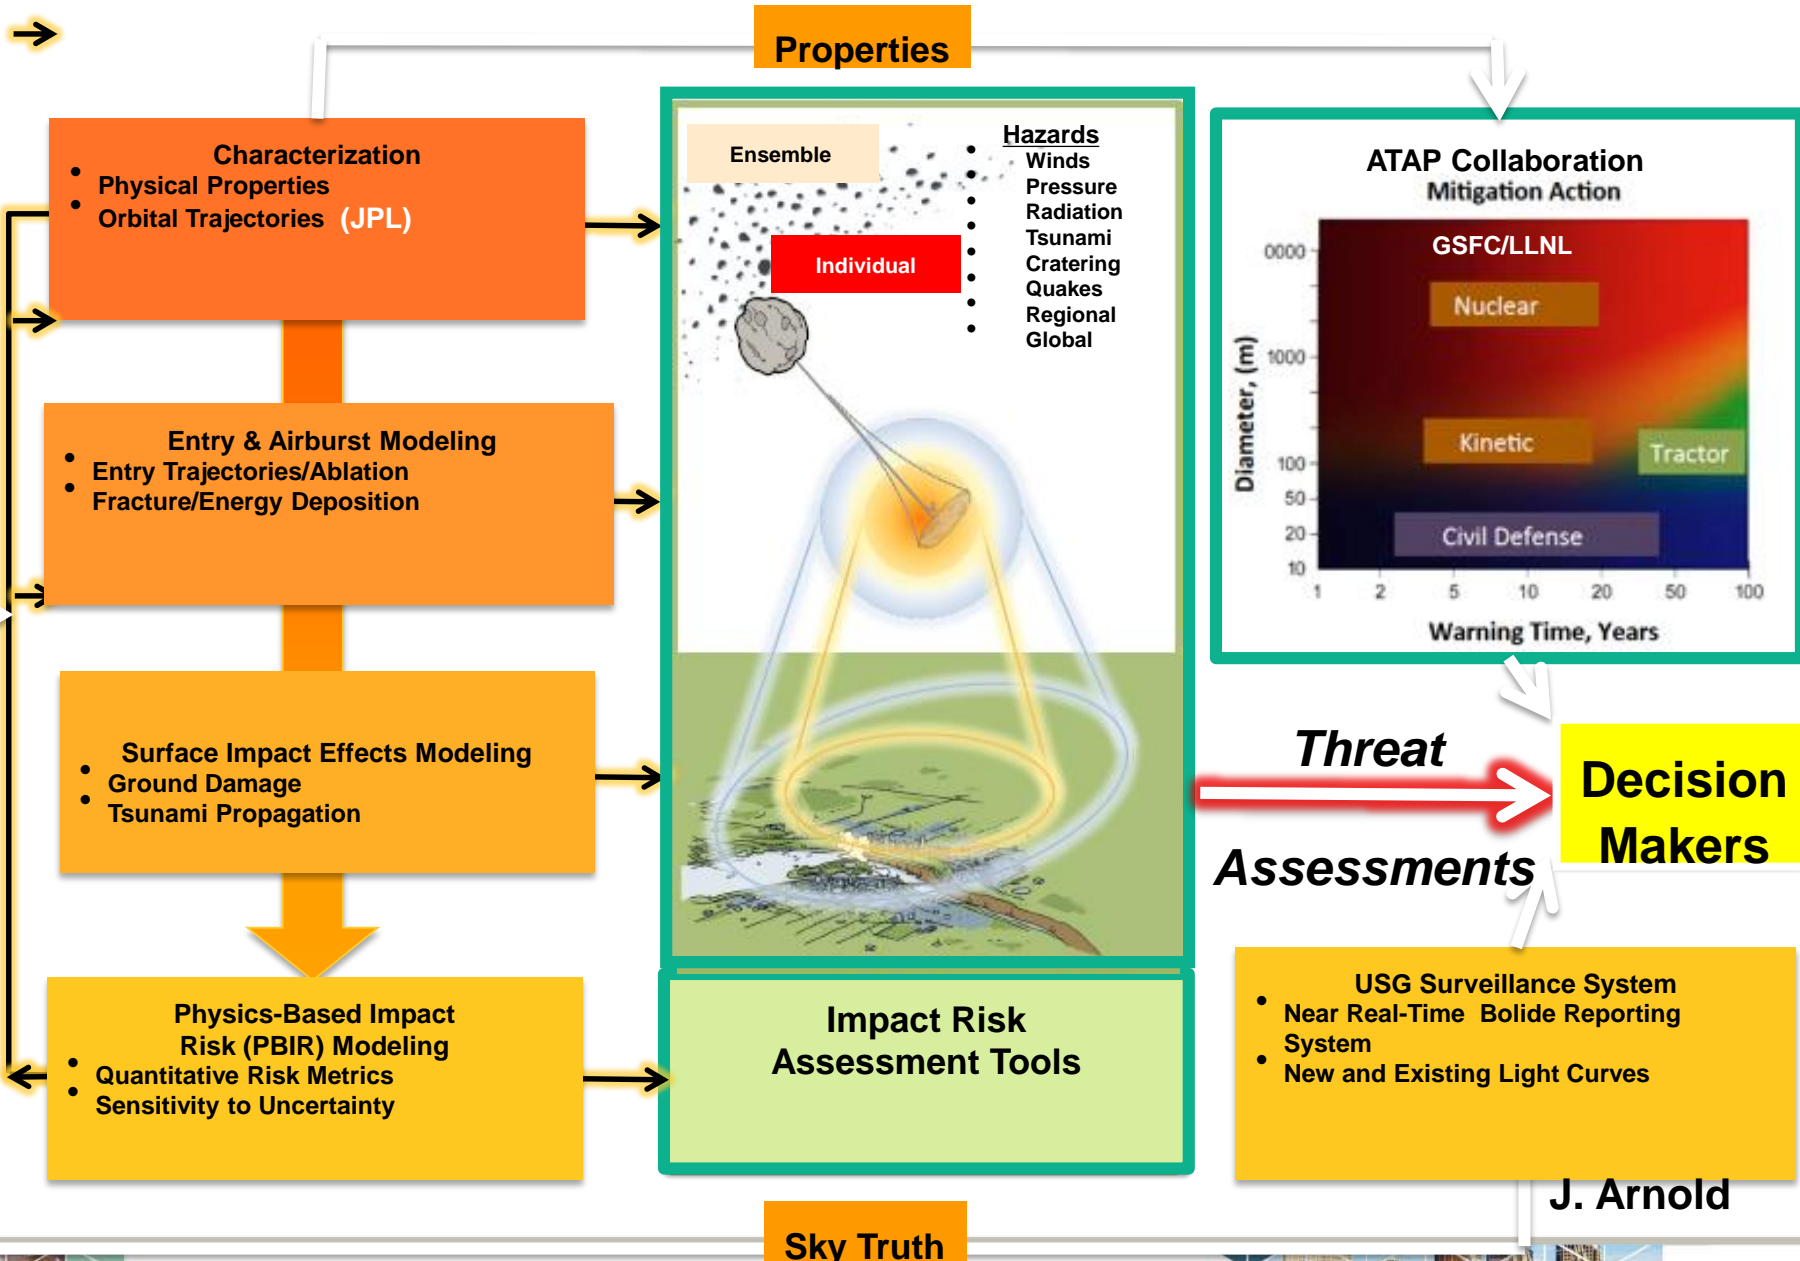 Properties
Characterization
• Physical Properties
• Orbital Trajectories (JPL)
Entry & Airburst Modeling
• Entry Trajectories/Ablation
• Fracture/Energy Deposition
Surface Impact Effects Modeling
• Ground Damage
• Tsunami Propagation
Physics-Based Impact
Risk (PBIR) Modeling
• Quantitative Risk Metrics
• Sensitivity to Uncertainty
Ensemble
Individual
Hazards
• Winds
• Pressure
• Radiation
• Tsunami
• Cratering
• Quakes
• Regional
• Global
Impact Risk
Assessment Tools
ATAP Collaboration
Mitigation Action
GSFC/LLNL
Nuclear
Kinetic
Tractor
Civil Defense
Diameter, (m)
0000
1000
100
50
20
10
1 2 5 10 20 50 100
Warning Time, Years
Threat
Assessments
Decision
Makers
USG Surveillance System
• Near Real-Time Bolide Reporting
System
• New and Existing Light Curves
J. Arnold
Sky Truth